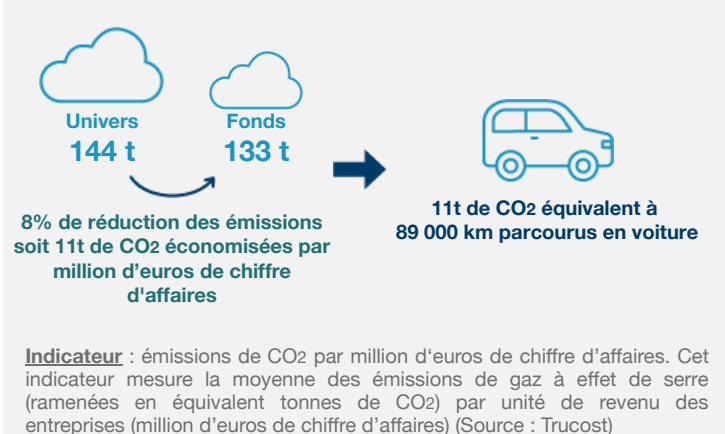 Univers
144 t
Fonds
133 t
8% de réduction des émissions
soit 11t de CO2 économisées par
million d'euros de chiffre
d'affaires
11t de CO2 équivalent à
89 000 km parcourus en voiture
Indicateur : émissions de CO2 par million d‘euros de chiffre d’affaires. Cet
indicateur mesure la moyenne des émissions de gaz à effet de serre
(ramenées en équivalent tonnes de CO2) par unité de revenu des
entreprises (million d’euros de chiffre d’affaires) (Source : Trucost)